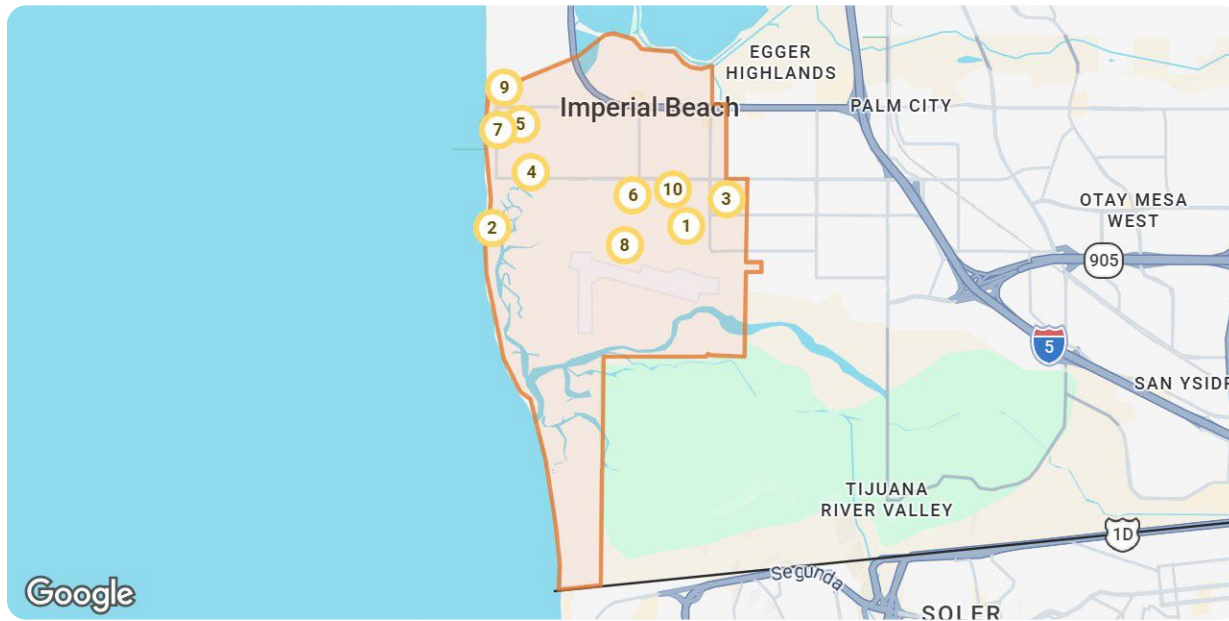 EGGER
HIGHLANDS
9
Imperial Beach
PALM CITY
7
5
4
6
10
3
OTAY MESA
WEST
2
1
8
905
5
SAN YSIDR
TIJUANA
RIVER VALLEY
1D
Segunda
Google
SOLER